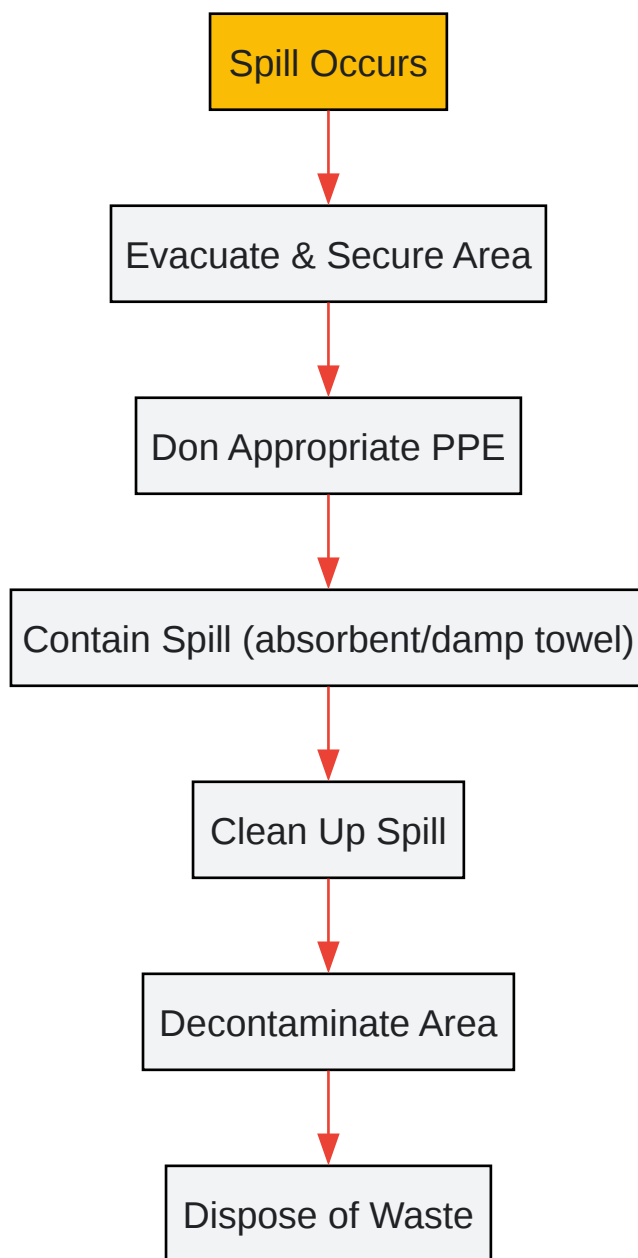 Spill Occurs
Evacuate & Secure Area
Don Appropriate PPE
Contain Spill (absorbent/damp towel)
Clean Up Spill
Decontaminate Area
Dispose of Waste